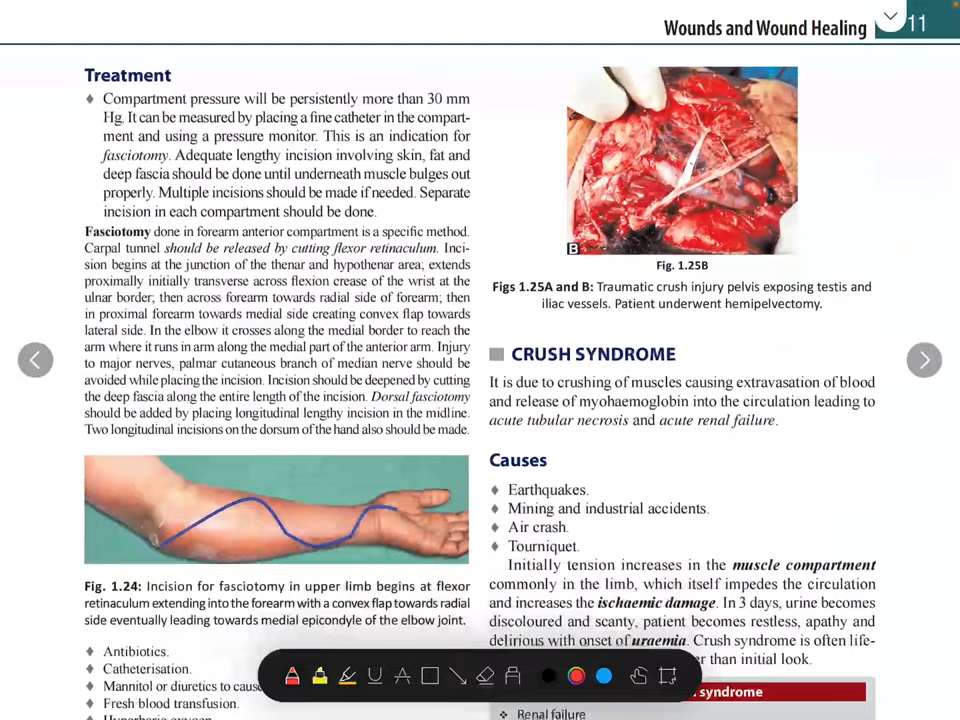 Wounds and Wound Healing
11
Treatment
♦ Compartment pressure will be persistently more than 30 mm
Hg. It can be measured by placing a fine catheter in the compart-
ment and using a pressure monitor. This is an indication for
fasciotomy. Adequate lengthy incision involving skin, fat and
deep fascia should be done until underneath muscle bulges out
properly. Multiple incisions should be made if needed. Separate
incision in each compartment should be done.
Fasciotomy done in forearm anterior compartment is a specific method.
Carpal tunnel should be released by cutting flexor retinaculum. Inci-
sion begins at the junction of the thenar and hypothenar area; extends
proximally initially transverse across flexion crease of the wrist at the
ulnar border; then across forearm towards radial side of forearm; then
in proximal forearm towards medial side creating convex flap towards
lateral side. In the elbow it crosses along the medial border to reach the
arm where it runs in arm along the medial part of the anterior arm. Injury
to major nerves, palmar cutaneous branch of median nerve should be
avoided while placing the incision. Incision should be deepened by cutting
the deep fascia along the entire length of the incision. Dorsal fasciotomy
should be added by placing longitudinal lengthy incision in the midline.
Two longitudinal incisions on the dorsum of the hand also should be made.
Fig. 1.24: Incision for fasciotomy in upper limb begins at flexor
retinaculum extending into the forearm with a convex flap towards radial
side eventually leading towards medial epicondyle of the elbow joint.
♦ Antibiotics.
♦ Catheterisation.
♦ Mannitol or diuretics to cause
♦ Fresh blood transfusion.
B
Fig. 1.25B
Figs 1.25A and B: Traumatic crush injury pelvis exposing testis and
iliac vessels. Patient underwent hemipelvectomy.
CRUSH SYNDROME
It is due to crushing of muscles causing extravasation of blood
and release of myohaemoglobin into the circulation leading to
acute tubular necrosis and acute renal failure.
Causes
♦ Earthquakes.
♦ Mining and industrial accidents.
♦ Air crash.
♦ Tourniquet.
Initially tension increases in the muscle compartment
commonly in the limb, which itself impedes the circulation
and increases the ischaemic damage. In 3 days, urine becomes
discoloured and scanty, patient becomes restless, apathy and
delirious with onset of uraemia. Crush syndrome is often life-
than initial look.
syndrome
❖ Renal failure